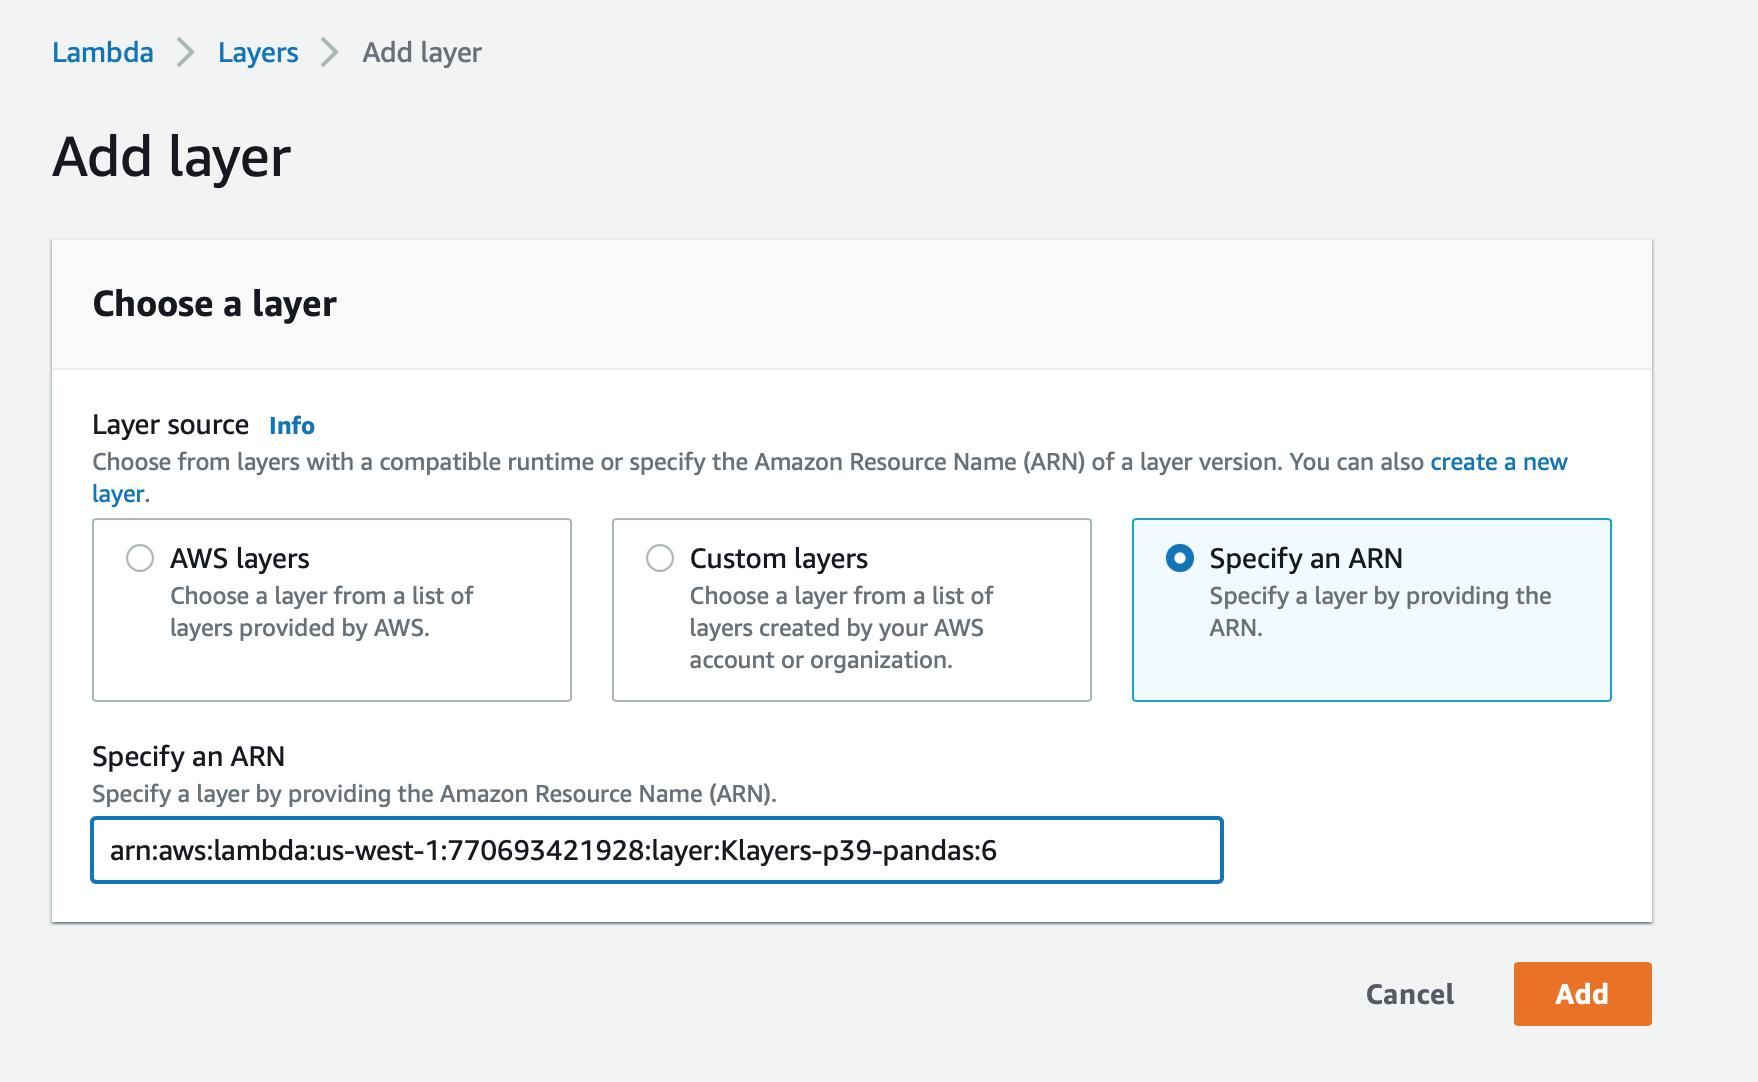 Lambda > Layers > Add layer
Add layer
Choose a layer
Layer source Info
Choose from layers with a compatible runtime or specify the Amazon Resource Name (ARN) of a layer version. You can also create a new
layer.
AWS layers
Choose a layer from a list of
layers provided by AWS.
Custom layers
Choose a layer from a list of
layers created by your AWS
account or organization.
Specify an ARN
Specify a layer by providing the
ARN.
Specify an ARN
Specify a layer by providing the Amazon Resource Name (ARN).
arn:aws:lambda:us-west-1:770693421928:layer:Klayers-p39-pandas:6
Cancel Add